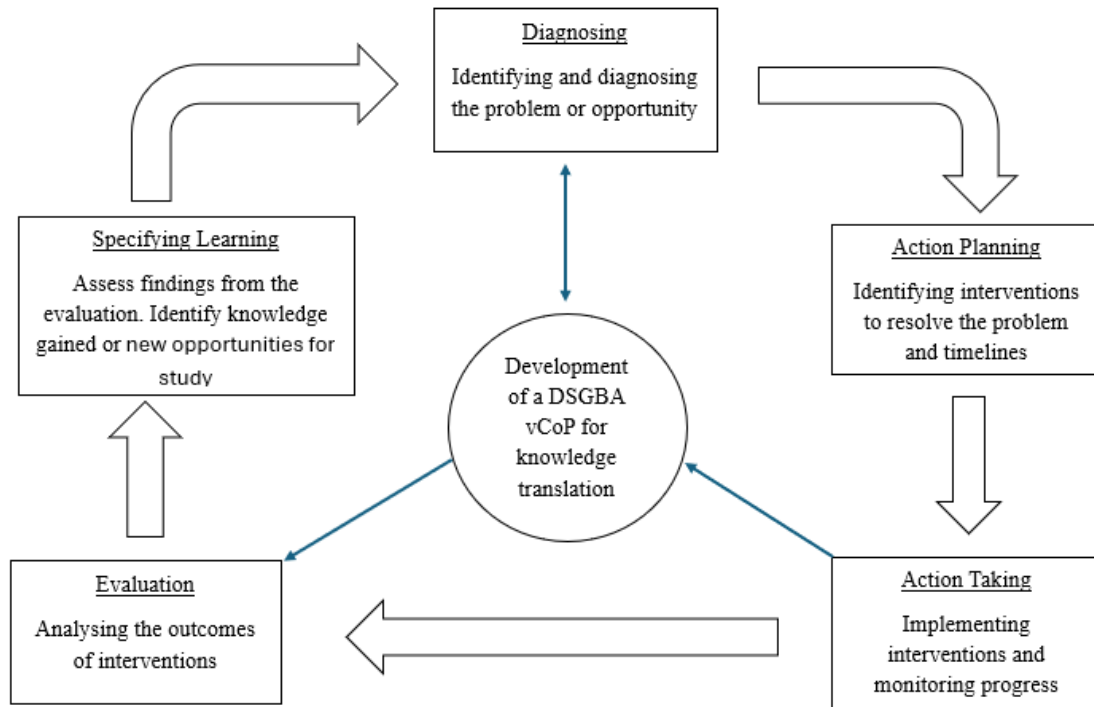 Diagnosing
Identifying and diagnosing
the problem or opportunity
Specifying Learning
Assess findings from the
evaluation. Identify knowledge
gained or new opportunities for
study
Action Planning
Identifying interventions
to resolve the problem
and timelines
Development
of a DSGBA
vCoP for
knowledge
translation
Evaluation
Analysing the outcomes
of interventions
Action Taking
Implementing
interventions and
monitoring progress